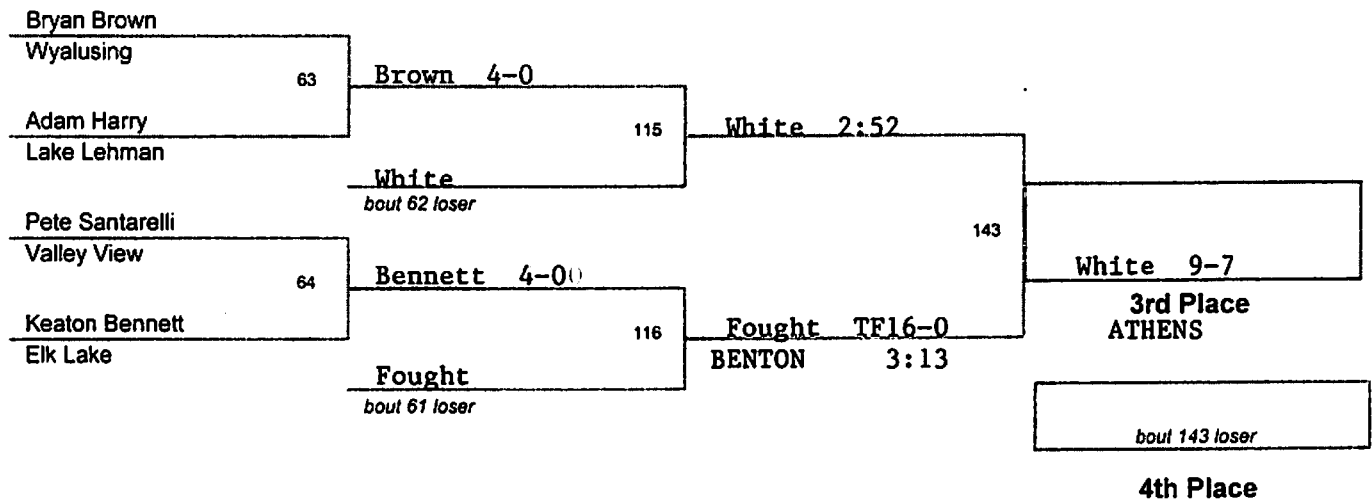 Bryan Brown
Wyalusing
63
Brown 4-0
Adam Harry
Lake Lehman
115
White 2:52
White
bout 62 loser
Pete Santarelli
Valley View
143
64
Bennett 4-0
White 9-7
3rd Place
ATHENS
Keaton Bennett
Elk Lake
116
Fought TF16-0
BENTON 3:13
Fought
bout 61 loser
bout 143 loser
4th Place